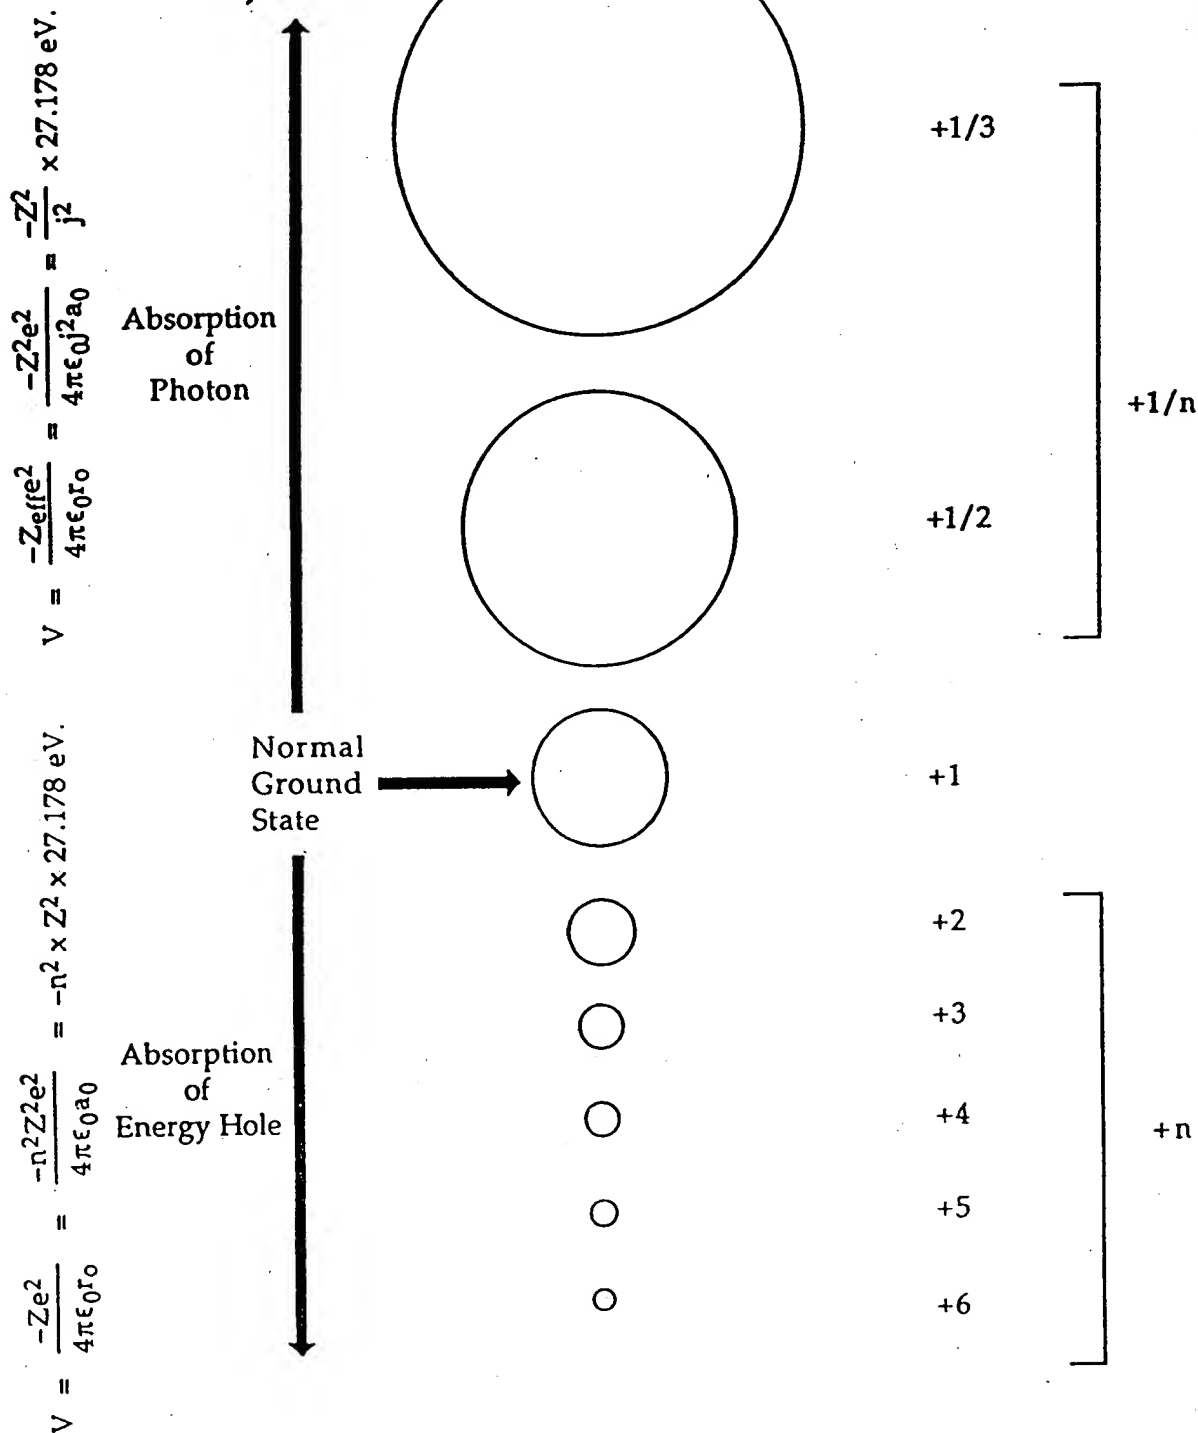 +1/3
Absorption
of
Photon
+1/n
+1/2
V = -Zeffe²/4πε₀r₀ = -Z²e²/4πε₀j²a₀ = -Z²/j² x 27.178 eV.
Normal
Ground
State
+1
+2
+3
Absorption
of
Energy Hole
+4
+n
+5
+6
V = -Ze²/4πε₀r₀ = -n²Z²e²/4πε₀a₀ = -n² x Z² x 27.178 eV.